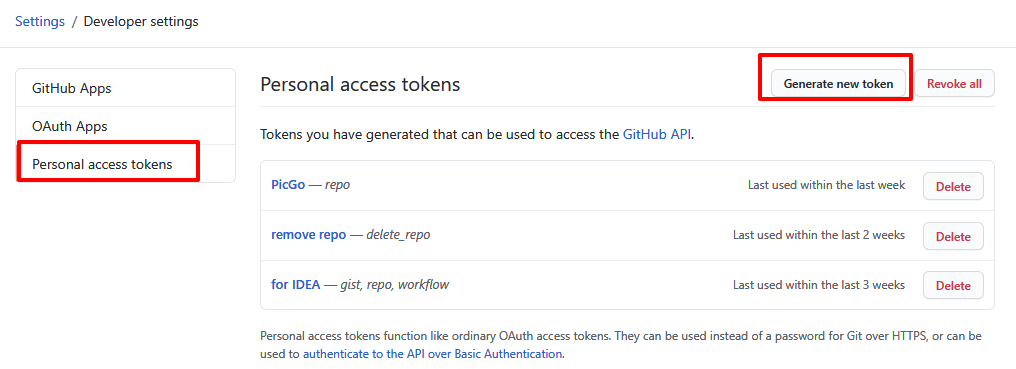 Settings / Developer settings
GitHub Apps
OAuth Apps
Personal access tokens
Personal access tokens
Generate new token
Revoke all
Tokens you have generated that can be used to access the GitHub API.
PicGo — repo
Last used within the last week
Delete
remove repo — delete_repo
Last used within the last 2 weeks
Delete
for IDEA — gist, repo, workflow
Last used within the last 3 weeks
Delete
Personal access tokens function like ordinary OAuth access tokens. They can be used instead of a password for Git over HTTPS, or can be
used to authenticate to the API over Basic Authentication.